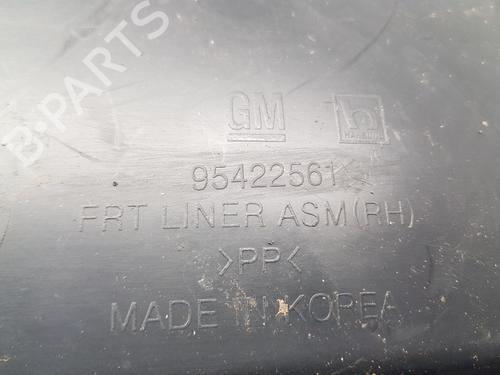 B-PARTS
GM
95422561
FRT LINER ASM(RH)
>PP<
MADE IN KOREA